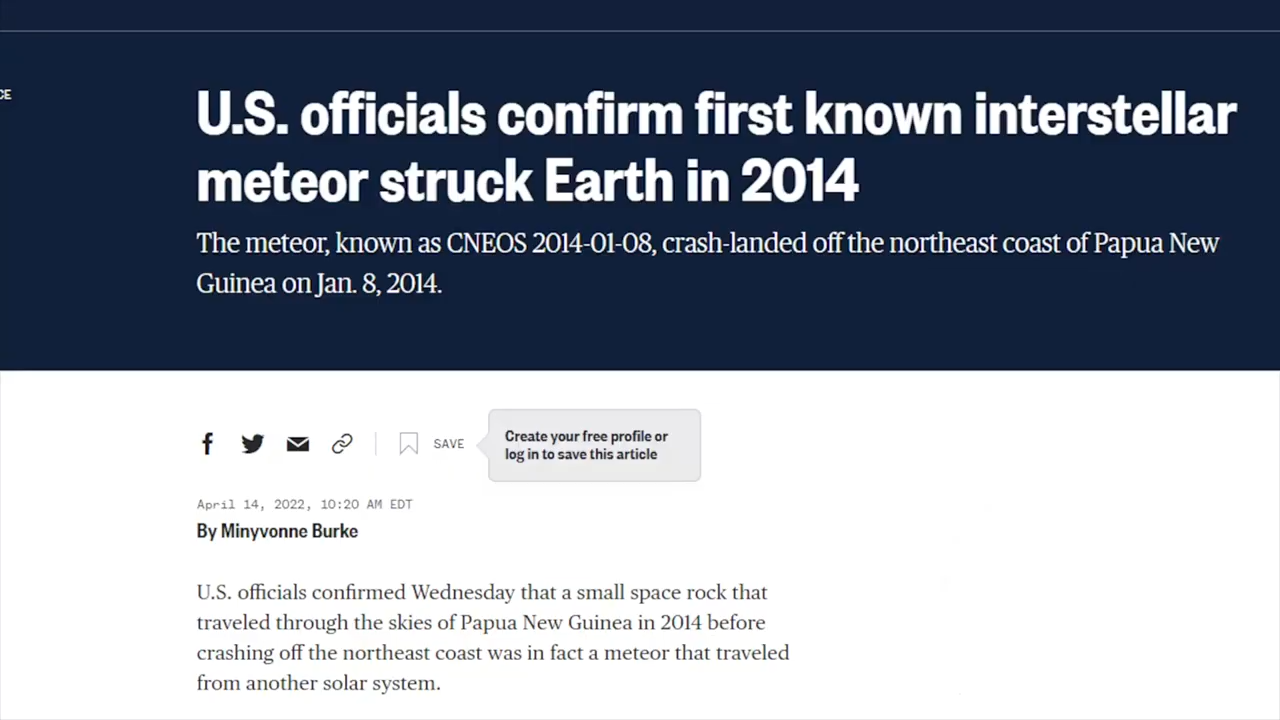 CE
U.S. officials confirm first known interstellar
meteor struck Earth in 2014
The meteor, known as CNEOS 2014-01-08, crash-landed off the northeast coast of Papua New
Guinea on Jan. 8, 2014.
SAVE
Create your free profile or
log in to save this article
April 14, 2022, 10:20 AM EDT
By Minyvonne Burke
U.S. officials confirmed Wednesday that a small space rock that
traveled through the skies of Papua New Guinea in 2014 before
crashing off the northeast coast was in fact a meteor that traveled
from another solar system.